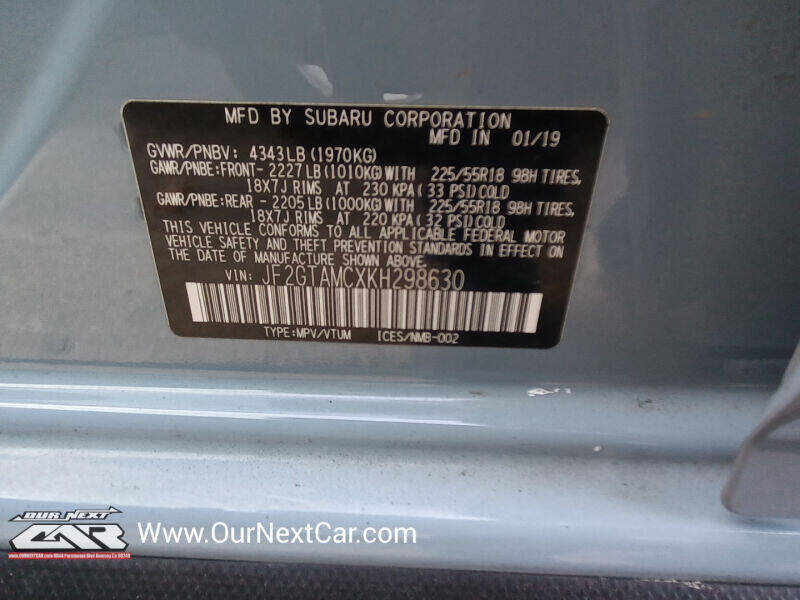 MFD BY SUBARU CORPORATION
MFD IN 01/19
GVWR/PNBV: 4343LB(1970KG)
GAWR/PNBE:FRONT-2227LB(1010KG)WITH 225/55R18 98H TIRES,
18X7J RIMS AT 230 KPA(33 PSI)COLD
GAWR/PNBE:REAR -2205LB(1000KG)WITH 225/55R18 98H TIRES,
18X7J RIMS AT 220 KPA(32 PSI)COLD
THIS VEHICLE CONFORMS TO ALL APPLICABLE FEDERAL MOTOR
VEHICLE SAFETY AND THEFT PREVENTION STANDARDS IN EFFECT ON
THE DATE OF MANUFACTURE SHOWN ABOVE.
VIN: JF2GTAMCXKH298630
TYPE:MPV/VTUM ICES/NMB-002
OUR NEXT
CAR
www.OURNEXTCAR.com
Www.OurNextCar.com